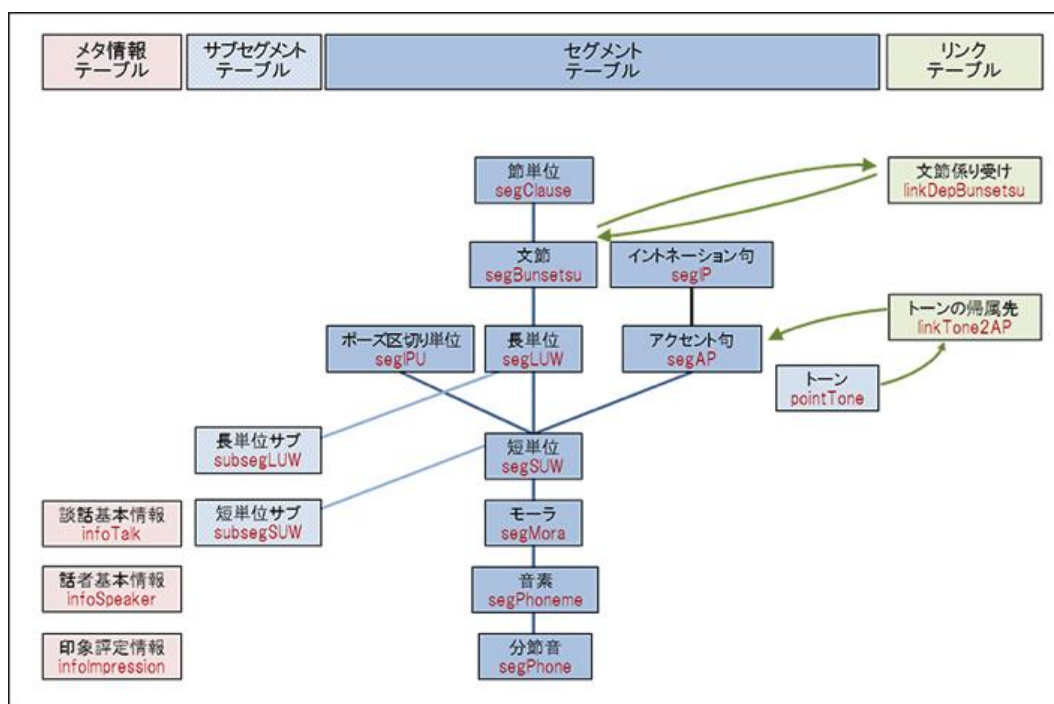 メタ情報
テーブル
サブセグメント
テーブル
セグメント
テーブル
リンク
テーブル
節単位
segClause
文節係り受け
linkDepBunsetsu
文節
segBunsetsu
イントネーション句
segIP
ポーズ区切り単位
segIPU
長単位
segLUW
アクセント句
segAP
トーンの帰属先
linkTone2AP
トーン
pointTone
長単位サブ
subsegLUW
短単位
segSUW
談話基本情報
infoTalk
短単位サブ
subsegSUW
モーラ
segMora
話者基本情報
infoSpeaker
音素
segPhoneme
印象評定情報
infoImpression
分節音
segPhone